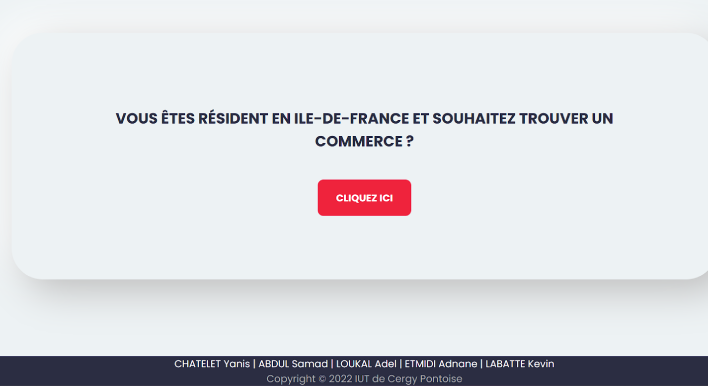 VOUS ÊTES RÉSIDENT EN ILE-DE-FRANCE ET SOUHAITEZ TROUVER UN
COMMERCE ?
CLIQUEZ ICI
CHATELET Yanis | ABDUL Samad | LOUKAL Adel | ETMIDI Adnane | LABATTE Kevin
Copyright © 2022 IUT de Cergy Pontoise